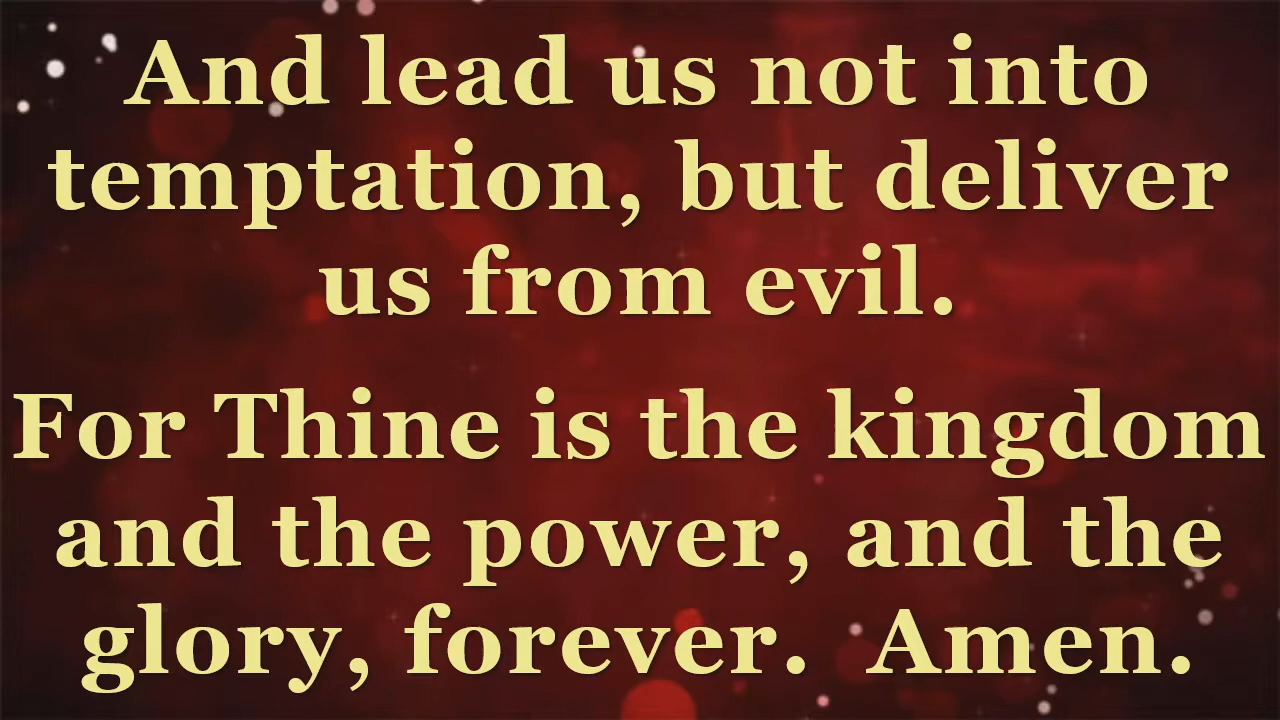 And lead us not into
temptation, but deliver
us from evil.
For Thine is the kingdom
and the power, and the
glory, forever.  Amen.